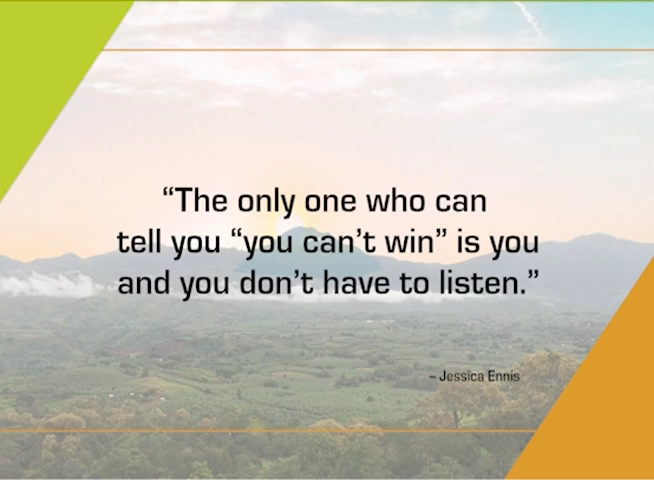 “The only one who can
tell you “you can’t win” is you
and you don’t have to listen.”
– Jessica Ennis